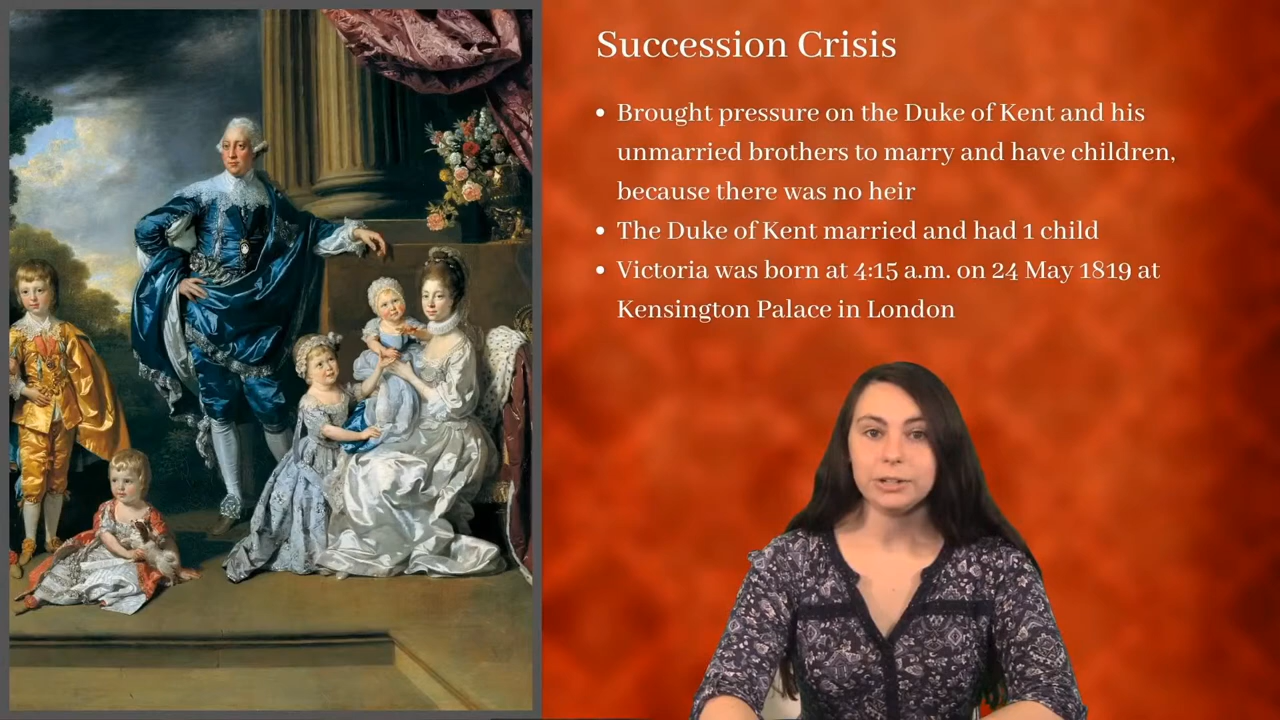 Succession Crisis
• Brought pressure on the Duke of Kent and his
unmarried brothers to marry and have children,
because there was no heir
• The Duke of Kent married and had 1 child
• Victoria was born at 4:15 a.m. on 24 May 1819 at
Kensington Palace in London